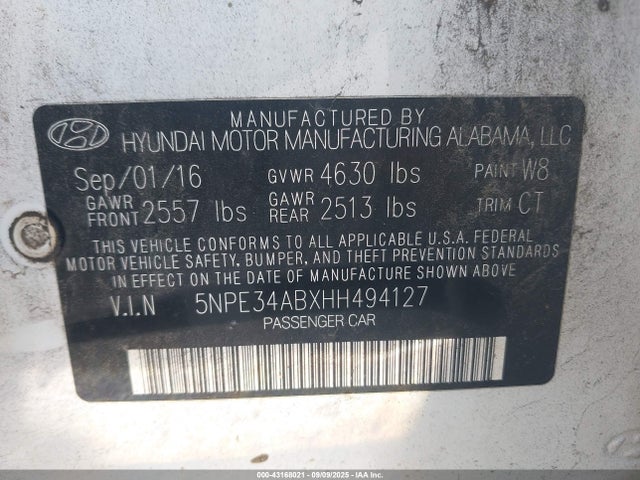 MANUFACTURED BY
HYUNDAI MOTOR MANUFACTURING ALABAMA, LLC
Sep/01/16 GVWR 4630 lbs PAINT W8
GAWR FRONT 2557 lbs GAWR REAR 2513 lbs TRIM CT
THIS VEHICLE CONFORMS TO ALL APPLICABLE U.S.A. FEDERAL
MOTOR VEHICLE SAFETY, BUMPER, AND THEFT PREVENTION STANDARDS
IN EFFECT ON THE DATE OF MANUFACTURE SHOWN ABOVE
V.I.N 5NPE34ABXHH494127
PASSENGER CAR
000-43168021 - 09/09/2025 - IAAI.COM